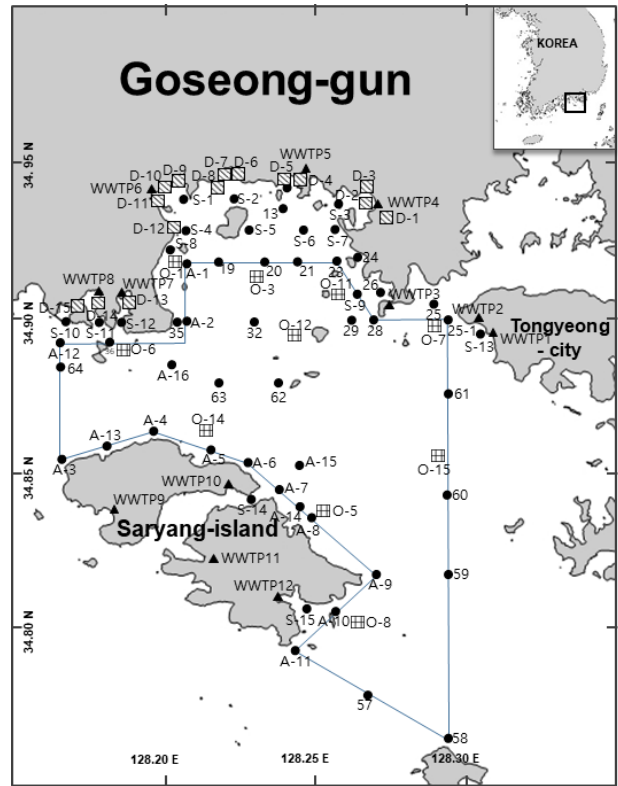 KOREA
Goseong-gun
34.95 N
D-7 D-6
D-9
D-10
D-8
D-5
WWTP5
D-4
D-3
WWTP6
D-11
S-1
S-2
D-2
WWTP4
13
S-3
D-1
D-12
S-4
S-5
S-6
S-7
S-8
O-1
A-1
19
20
21
23
24
O-3
O-11
26
WWTP8
WWTP7
S-9
WWTP3
D-15
D-14
D-13
25
WWTP2
34.90 N
S-10
S-11
S-12
35
A-2
32
O-12
29
28
O-7
25-1
Tongyeong
- city
S-13
WWTP1
A-12
36
O-6
64
A-16
63
62
61
A-4
O-14
A-13
A-5
A-6
A-15
O-15
A-3
34.85 N
WWTP10
A-7
60
WWTP9
S-14
A-14
O-5
Saryang-island
A-8
WWTP11
A-9
59
WWTP12
S-15
A-10
O-8
34.80 N
A-11
57
58
128.20 E
128.25 E
128.30 E